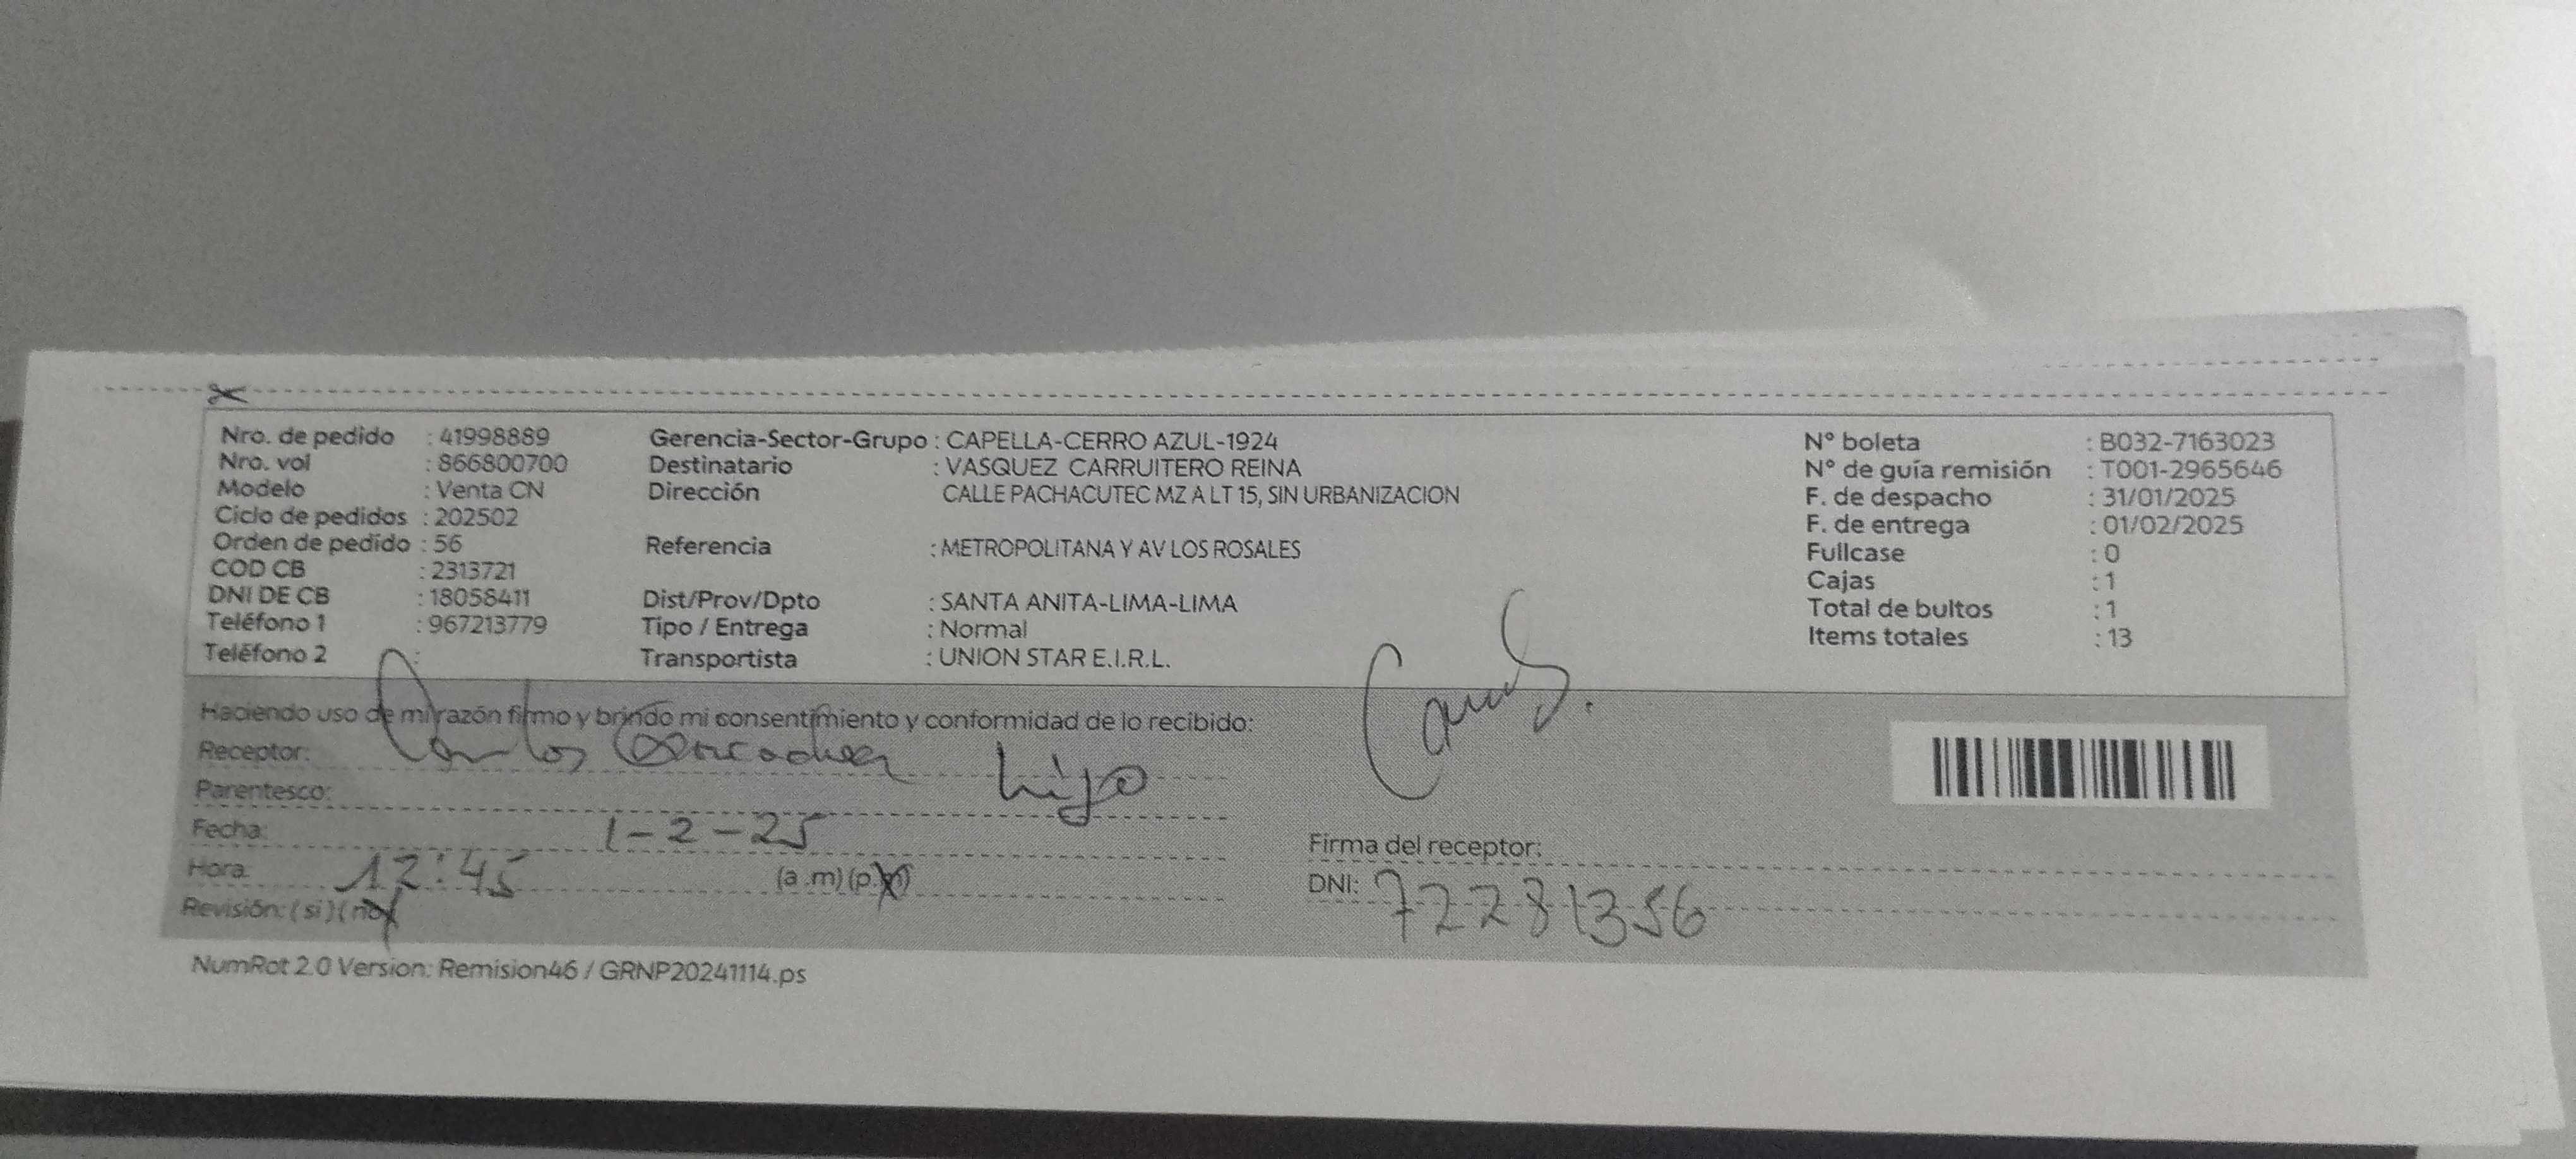 Nro. de pedido : 41998889 Gerencia-Sector-Grupo : CAPELLA-CERRO AZUL-1924 N° boleta : B032-7163023
Nro. vol : 866800700 Destinatario : VASQUEZ CARRUITERO REINA N° de guía remisión : T001-2965646
Modelo : Venta CN Dirección CALLE PACHACUTEC MZ A LT 15, SIN URBANIZACION F. de despacho : 31/01/2025
Ciclo de pedidos : 202502 F. de entrega : 01/02/2025
Orden de pedido : 56 Referencia : METROPOLITANA Y AV LOS ROSALES Fullcase : 0
COD CB : 2313721 Cajas : 1
DNI DE CB : 18058411 Dist/Prov/Dpto : SANTA ANITA-LIMA-LIMA Total de bultos : 1
Teléfono 1 : 967213779 Tipo / Entrega : Normal Items totales : 13
Teléfono 2 : Transportista : UNION STAR E.I.R.L.
Haciendo uso de mi razón firmo y brindo mi consentimiento y conformidad de lo recibido:
Receptor: Carlos
Parentesco: hijo
Fecha: 1-2-25
Hora: 12:45 (a .m) (p.m)
Revisión: ( si ) ( no )
Firma del receptor:
DNI: 72281356
NumRot 2.0 Version: Remision46 / GRNP20241114.ps